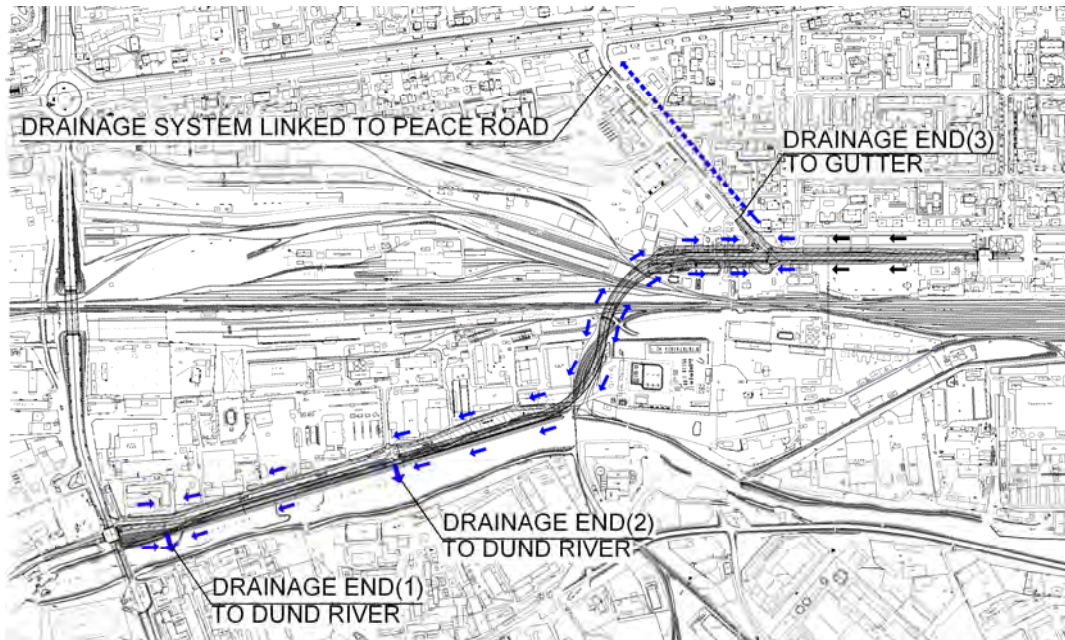 DRAINAGE SYSTEM LINKED TO PEACE ROAD
DRAINAGE END(3)
TO GUTTER
DRAINAGE END(2)
TO DUND RIVER
DRAINAGE END(1)
TO DUND RIVER